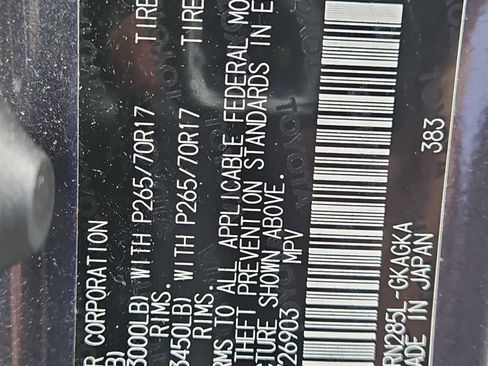 R CORPORATION
B)
3000LB) WITH P265/70R17 TIRE
RIMS.
3450LB) WITH P265/70R17 TIRE
RIMS.
RMS TO ALL APPLICABLE FEDERAL MO
THEFT PREVENTION STANDARDS IN E
CTURE SHOWN ABOVE.
26903 MPV
RN285L-GKAGKA 383
ADE IN JAPAN